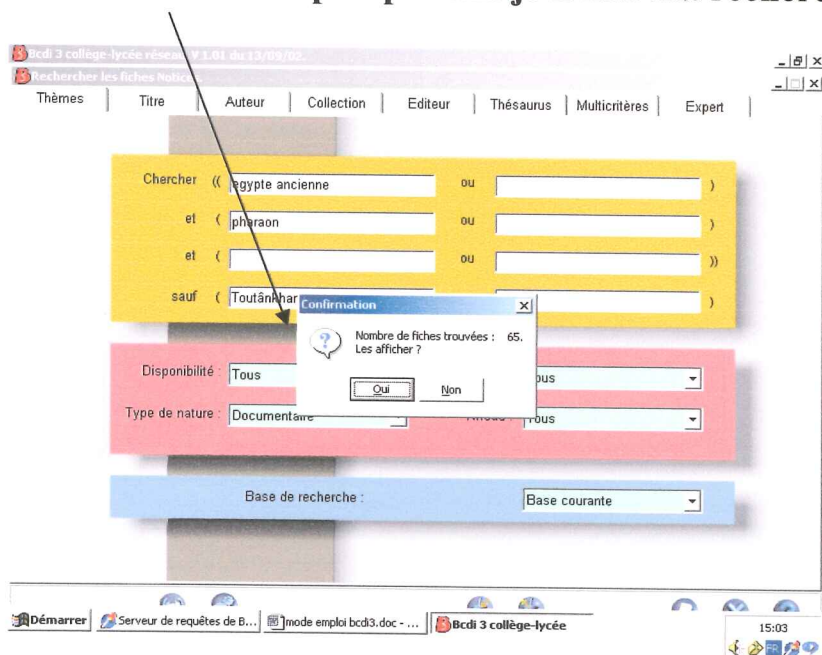 Bcdi 3 collège-lycée réseau V 1.01 du 13/09/02.
Rechercher les fiches Notices.
Thèmes Titre Auteur Collection Editeur Thésaurus Multicritères Expert
Chercher (( egypte ancienne ou )
et ( pharaon ou )
et ( ou ))
sauf ( )
Confirmation
Nombre de fiches trouvées : 65.
Les afficher ?
Oui Non
Disponibilité : Tous
Type de nature : Documentaire Tous
Base de recherche : Base courante
Démarrer Serveur de requêtes de B... mode emploi bcdi3.doc - ... Bcdi 3 collège-lycée 15:03
FR